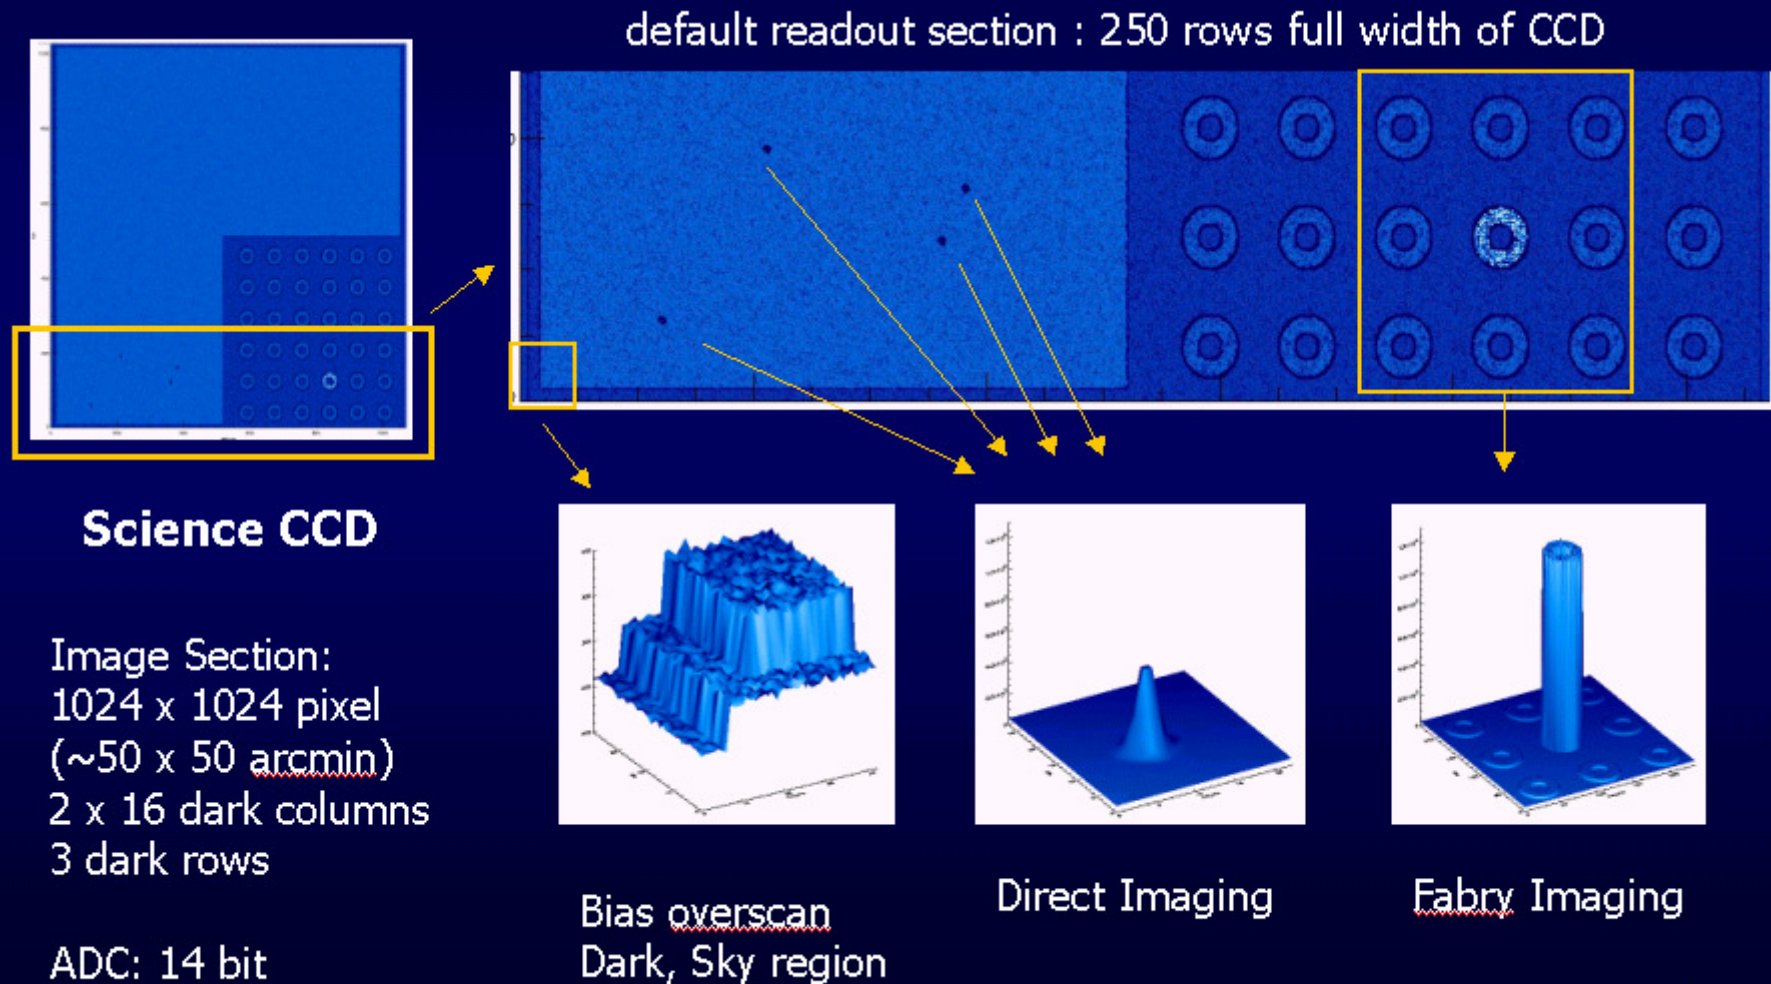 default readout section : 250 rows full width of CCD
Science CCD
Image Section:
1024 x 1024 pixel
(~50 x 50 arcmin)
2 x 16 dark columns
3 dark rows
ADC: 14 bit
Bias overscan
Dark, Sky region
Direct Imaging
Fabry Imaging